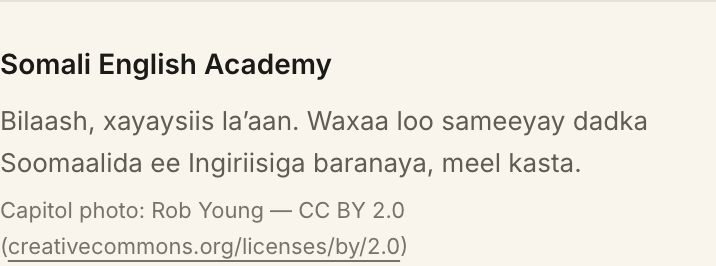 Somali English Academy
Bilaash, xayaysiis la’aan. Waxaa loo sameeyay dadka
Soomaalida ee Ingiriisiga baranaya, meel kasta.
Capitol photo: Rob Young — CC BY 2.0
(creativecommons.org/licenses/by/2.0)